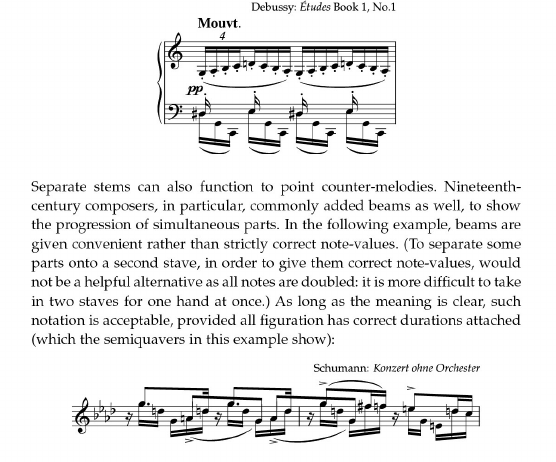 Debussy: Études Book 1, No.1
Mouvt.
4
pp
Separate stems can also function to point counter-melodies. Nineteenth-
century composers, in particular, commonly added beams as well, to show
the progression of simultaneous parts. In the following example, beams are
given convenient rather than strictly correct note-values. (To separate some
parts onto a second stave, in order to give them correct note-values, would
not be a helpful alternative as all notes are doubled: it is more difficult to take
in two staves for one hand at once.) As long as the meaning is clear, such
notation is acceptable, provided all figuration has correct durations attached
(which the semiquavers in this example show):
Schumann: Konzert ohne Orchester